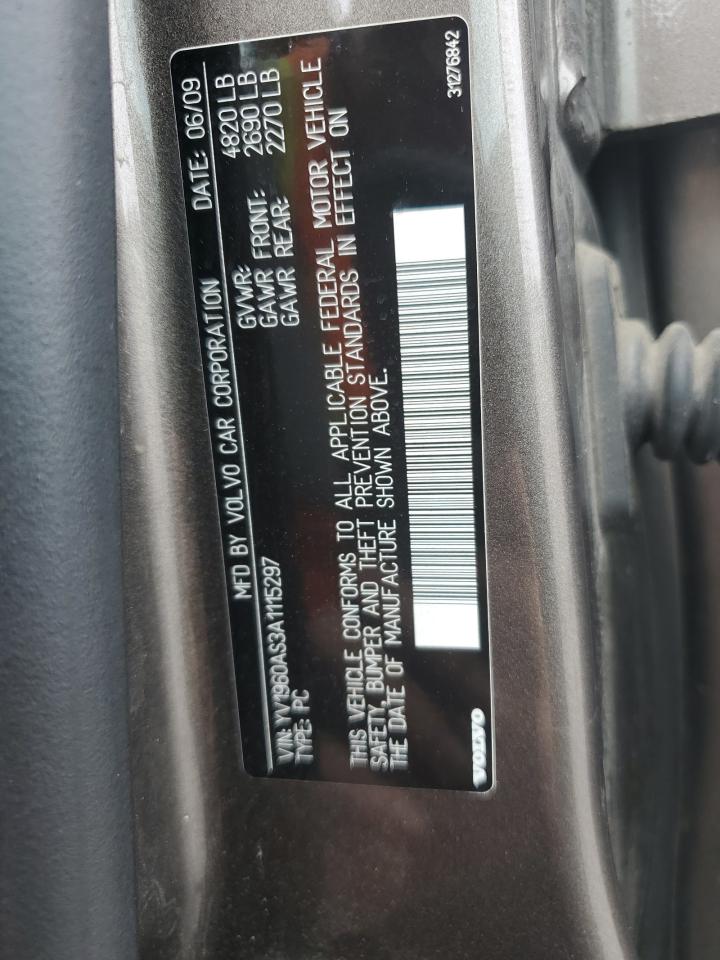 MFD BY VOLVO CAR CORPORATION DATE: 06/09
GVWR: 4820 LB
GAWR FRONT: 2690 LB
GAWR REAR: 2270 LB
VIN: YV1960AS3A1115297
TYPE: PC
THIS VEHICLE CONFORMS TO ALL APPLICABLE FEDERAL MOTOR VEHICLE
SAFETY, BUMPER AND THEFT PREVENTION STANDARDS IN EFFECT ON
THE DATE OF MANUFACTURE SHOWN ABOVE.
VOLVO
31276842